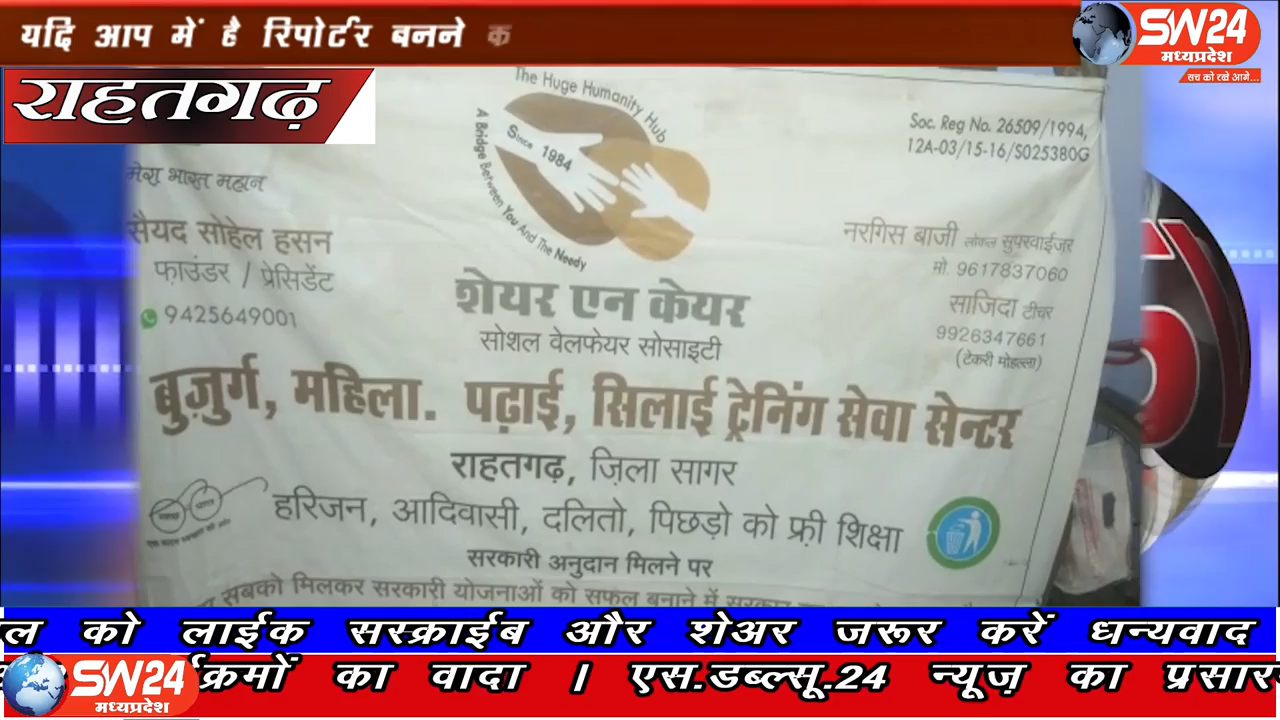 यदि आप में है रिपोर्टर बनने क
SW24
मध्यप्रदेश
सच को रखे आगे...
राहतगढ़
The Huge Humanity Hub
A Bridge Between You And The Needy
Since 1984
Soc. Reg No. 26509/1994,
12A-03/15-16/S025380G
मेरा भारत महान
सैयद सोहेल हसन
फ़ाउंडर / प्रेसिडेंट
9425649001
नरगिस बाजी लोकल सुपरवाईजर
मो. 9617837060
साजिदा टीचर
9926347661
(टेकरी मोहल्ला)
शेयर एन केयर
सोशल वेलफेयर सोसाइटी
बुज़ुर्ग, महिला. पढ़ाई, सिलाई ट्रेनिंग सेवा सेन्टर
राहतगढ़, ज़िला सागर
हरिजन, आदिवासी, दलितो, पिछड़ो को फ्री शिक्षा
सरकारी अनुदान मिलने पर
सबको मिलकर सरकारी योजनाओं को सफल बनाने में
ल को लाईक सस्क्राईब और शेअर जरूर करें धन्यवाद
र्यक्रमों का वादा । एस.डब्ल्सू.24 न्यूज़ का प्रसार
SW24
मध्यप्रदेश